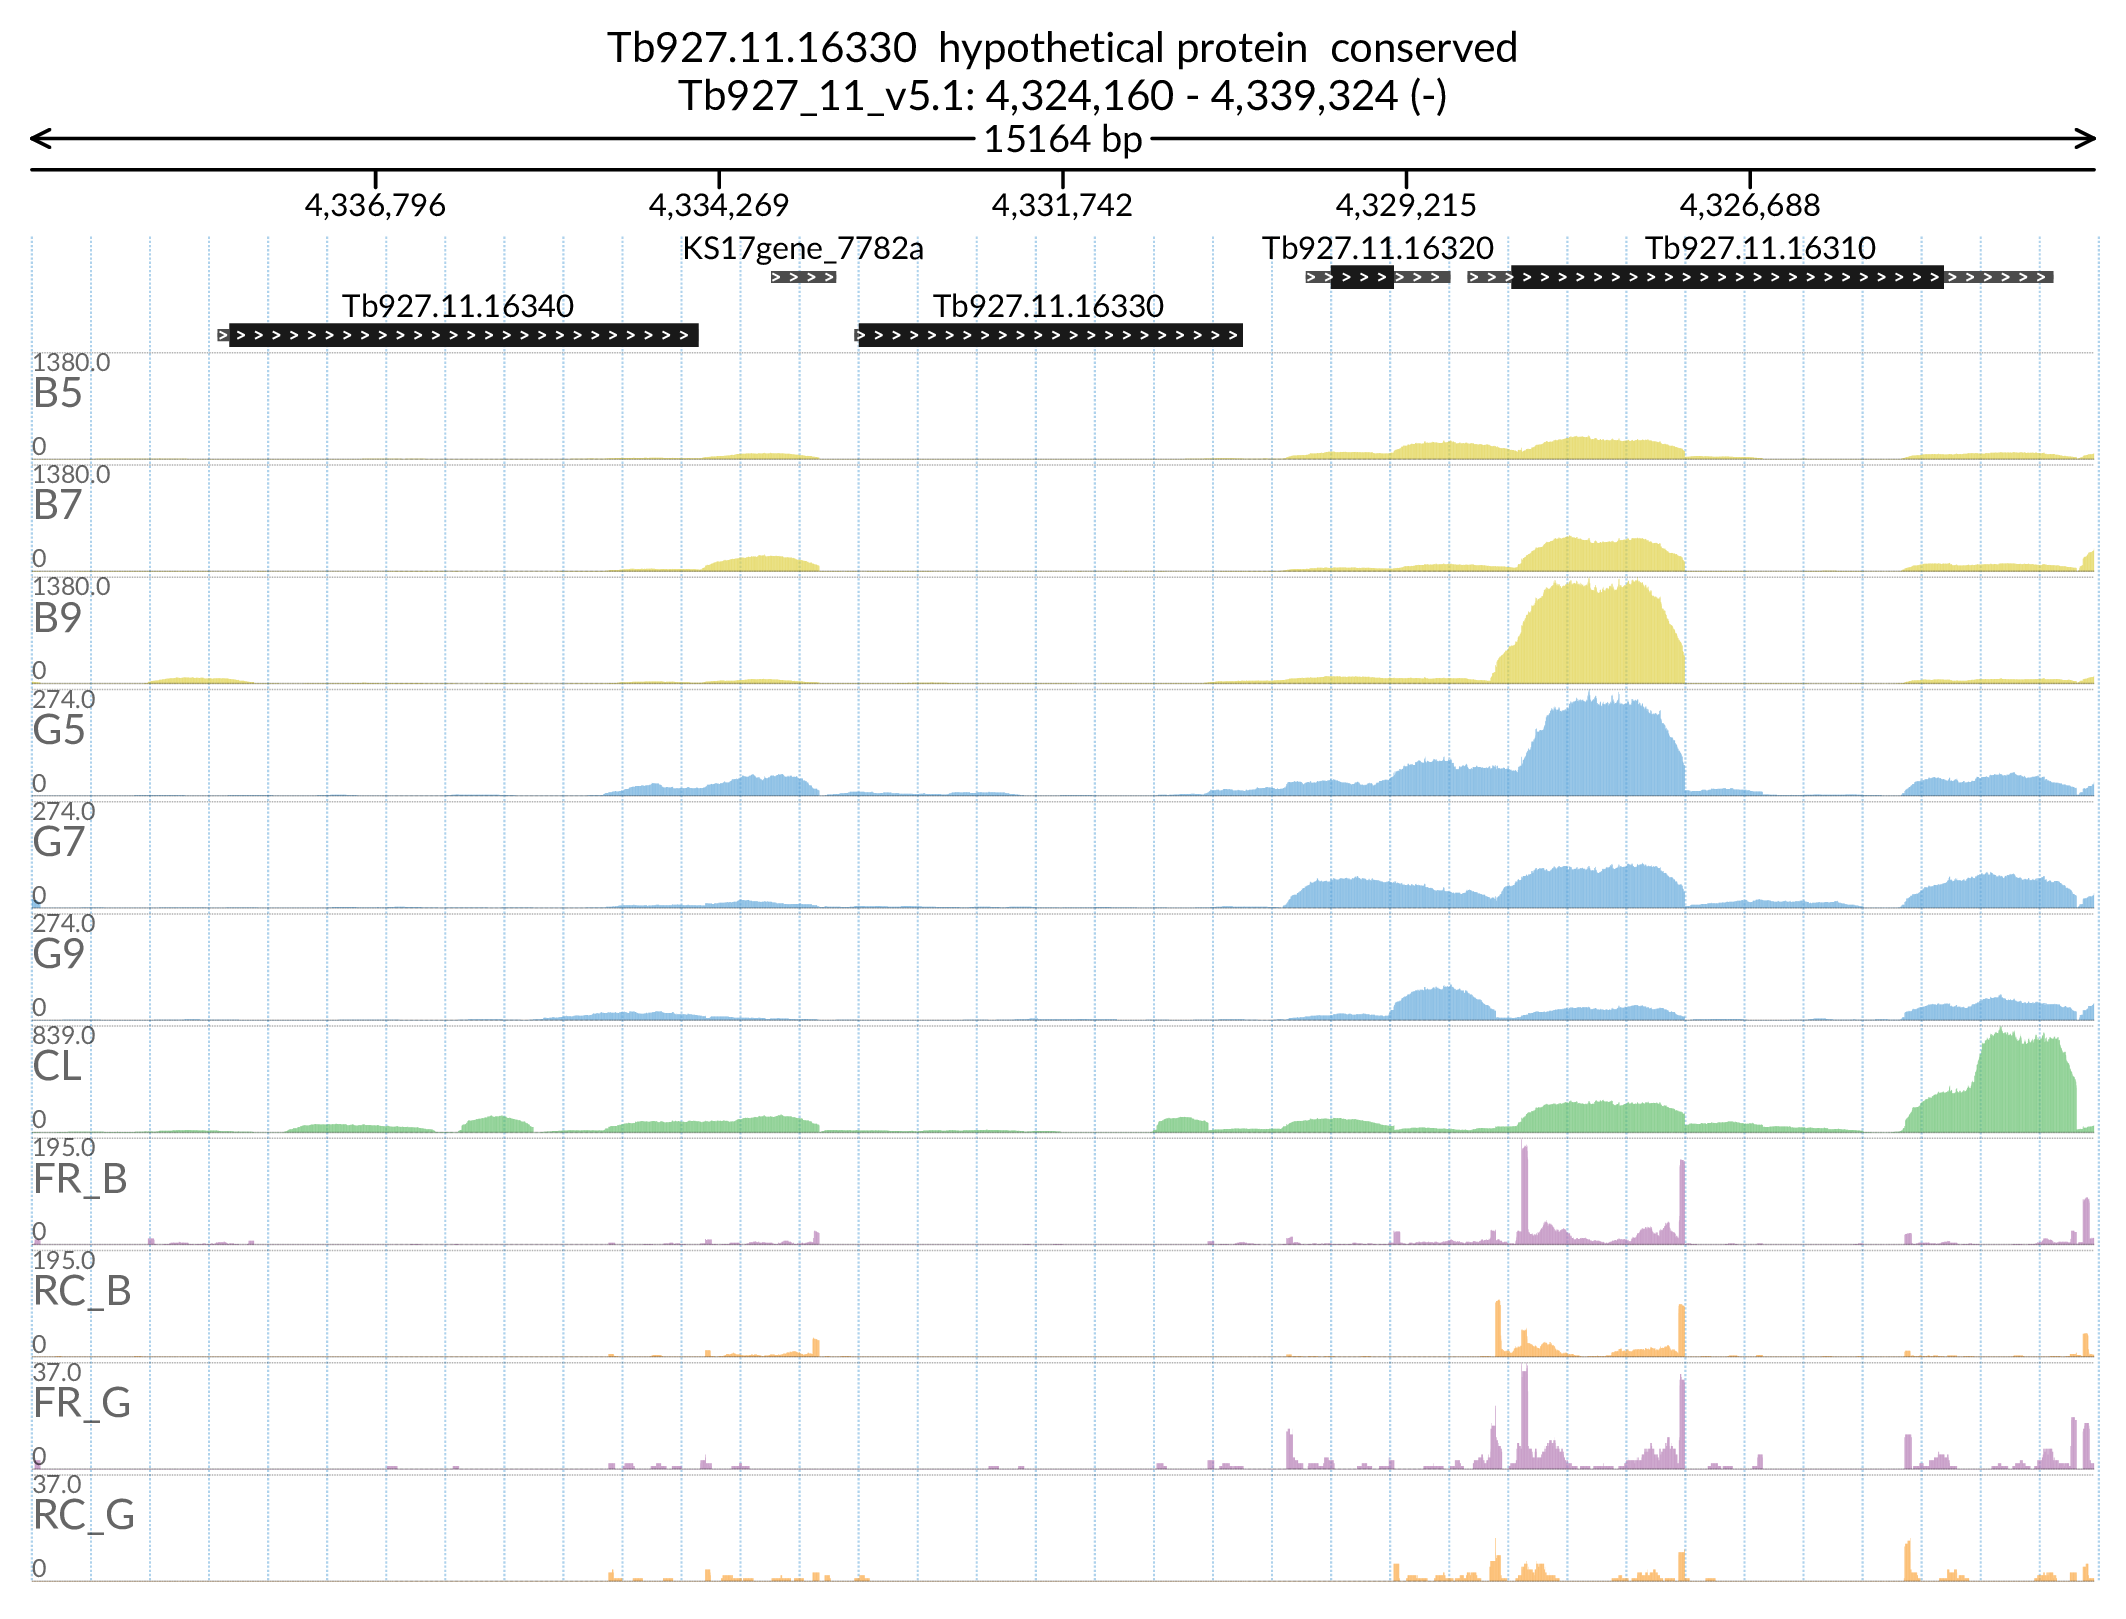 Tb927.11.16330 hypothetical protein conserved
Tb927_11_v5.1: 4,324,160 - 4,339,324 (-)
15164 bp
4,336,796 4,334,269 4,331,742 4,329,215 4,326,688
KS17gene_7782a Tb927.11.16320 Tb927.11.16310
Tb927.11.16340 Tb927.11.16330
1380.0
B5
0
1380.0
B7
0
1380.0
B9
0
274.0
G5
0
274.0
G7
0
274.0
G9
0
839.0
CL
0
195.0
FR_B
0
195.0
RC_B
0
37.0
FR_G
0
37.0
RC_G
0